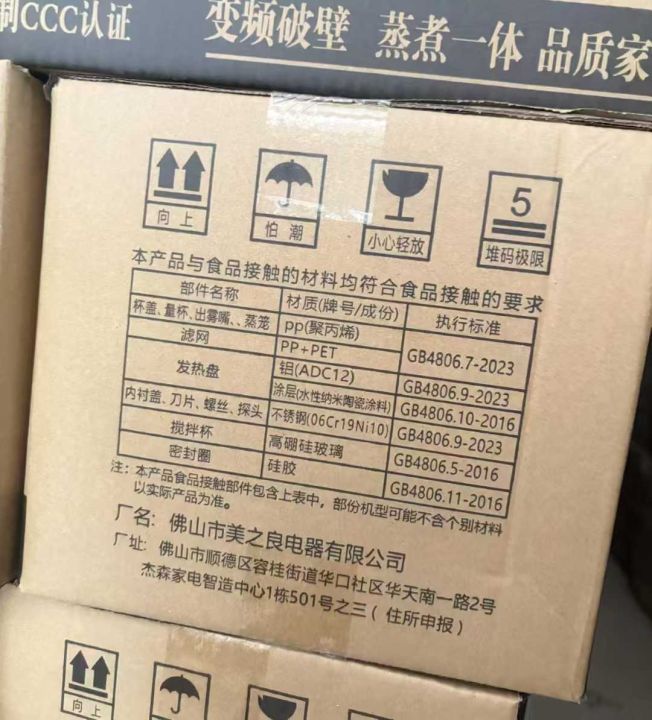 制CCC认证
变频破壁 蒸煮一体 品质家
向上
怕潮
小心轻放
5
堆码极限
本产品与食品接触的材料均符合食品接触的要求
部件名称 材质(牌号/成份) 执行标准
杯盖、量杯、出雾嘴、、蒸笼 pp(聚丙烯) GB4806.7-2023
滤网 PP+PET
发热盘 铝(ADC12) GB4806.9-2023
涂层(水性纳米陶瓷涂料) GB4806.10-2016
内衬盖、刀片、螺丝、探头 不锈钢(06Cr19Ni10) GB4806.9-2023
搅拌杯 高硼硅玻璃 GB4806.5-2016
密封圈 硅胶 GB4806.11-2016
注：本产品食品接触部件包含上表中，部份机型可能不含个别材料
以实际产品为准。
厂名：佛山市美之良电器有限公司
厂址：佛山市顺德区容桂街道华口社区华天南一路2号
杰森家电智造中心1栋501号之三（住所申报）
向上